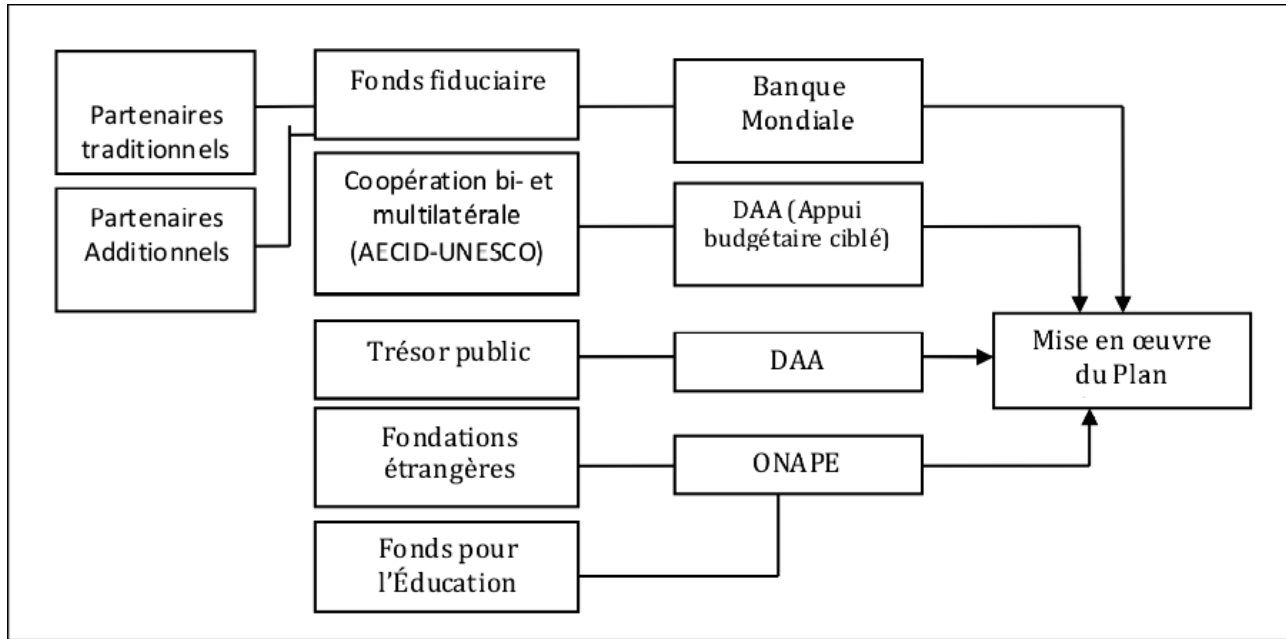 Partenaires
traditionnels
Partenaires
Additionnels
Fonds fiduciaire
Coopération bi- et
multilatérale
(AECID-UNESCO)
Trésor public
Fondations
étrangères
Fonds pour
l'Éducation
Banque
Mondiale
DAA (Appui
budgétaire ciblé)
DAA
ONAPE
Mise en œuvre
du Plan